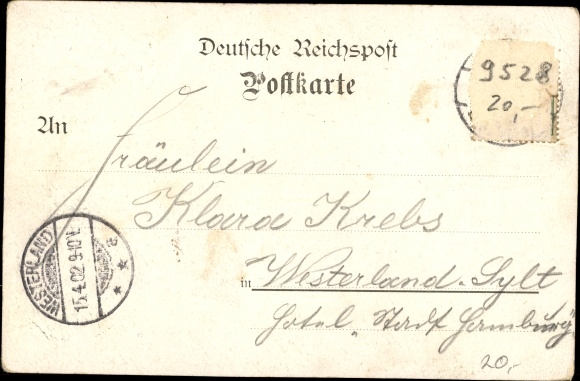 Deutsche Reichspost
Postkarte
9528
20,-
An
Fräulein
Klara Krebs
in Westerland-Sylt
Hotel „Stadt Hamburg"
WESTERLAND
15.4.02.9-10V.
a
20,-